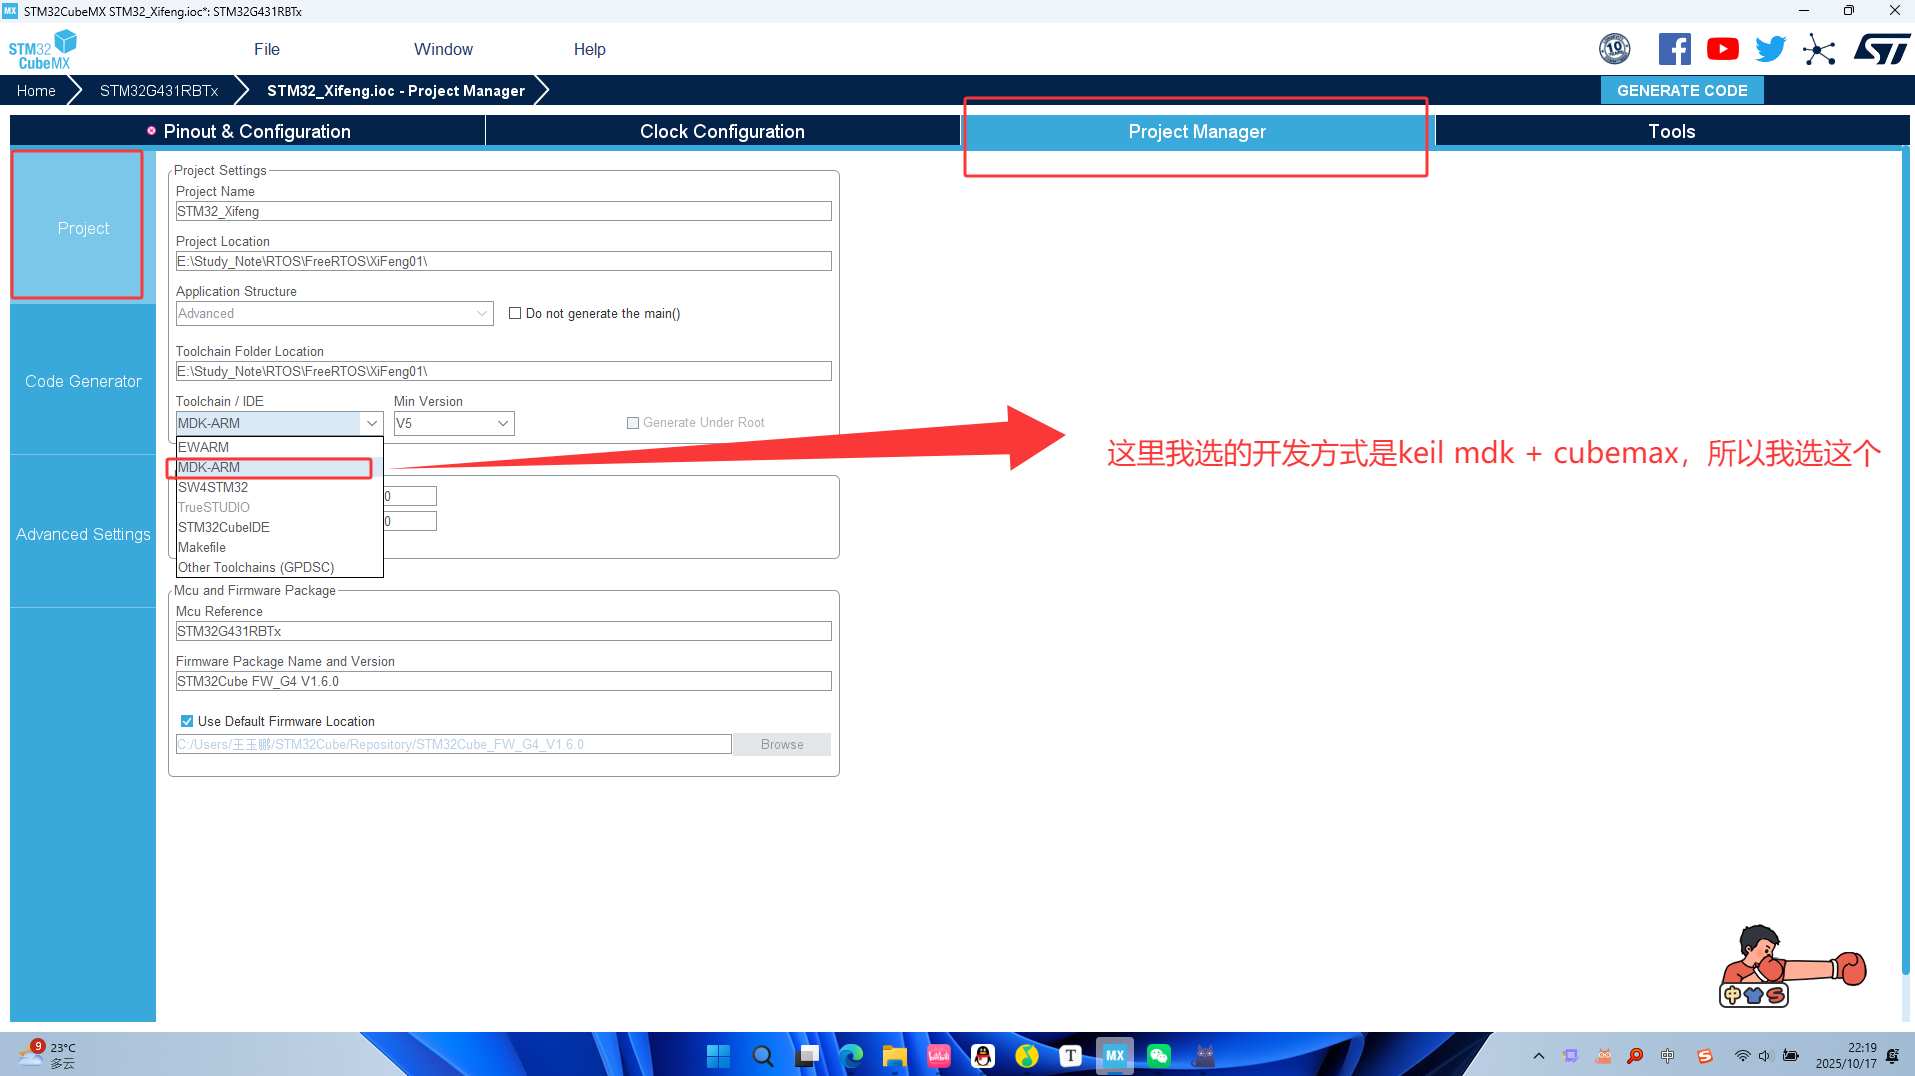 MX STM32CubeMX STM32_Xifeng.ioc*: STM32G431RBTx
STM32
CubeMX
File
Window
Help
10
YEARS
Home
STM32G431RBTx
STM32_Xifeng.ioc - Project Manager
GENERATE CODE
Pinout & Configuration
Clock Configuration
Project Manager
Tools
Project
Code Generator
Advanced Settings
Project Settings
Project Name
STM32_Xifeng
Project Location
E:\Study_Note\RTOS\FreeRTOS\XiFeng01\
Application Structure
Advanced
Do not generate the main()
Toolchain Folder Location
E:\Study_Note\RTOS\FreeRTOS\XiFeng01\
Toolchain / IDE
Min Version
MDK-ARM
V5
Generate Under Root
EWARM
MDK-ARM
SW4STM32
TrueSTUDIO
STM32CubeIDE
Makefile
Other Toolchains (GPDSC)
0
0
这里我选的开发方式是keil mdk + cubemax，所以我选这个
Mcu and Firmware Package
Mcu Reference
STM32G431RBTx
Firmware Package Name and Version
STM32Cube FW_G4 V1.6.0
Use Default Firmware Location
C:/Users/王玉鹏/STM32Cube/Repository/STM32Cube_FW_G4_V1.6.0
Browse
中
S
9
23°C
多云
T
MX
中
S
22:19
2025/10/17